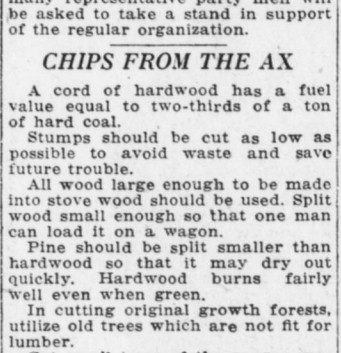 many representative party men will
be asked to take a stand in support
of the regular organization.
CHIPS FROM THE AX
A cord of hardwood has a fuel
value equal to two-thirds of a ton
of hard coal.
Stumps should be cut as low as
possible to avoid waste and save
future trouble.
All wood large enough to be made
into stove wood should be used. Split
wood small enough so that one man
can load it on a wagon.
Pine should be split smaller than
hardwood so that it may dry out
quickly. Hardwood burns fairly
well even when green.
In cutting original growth forests,
utilize old trees which are not fit for
lumber.